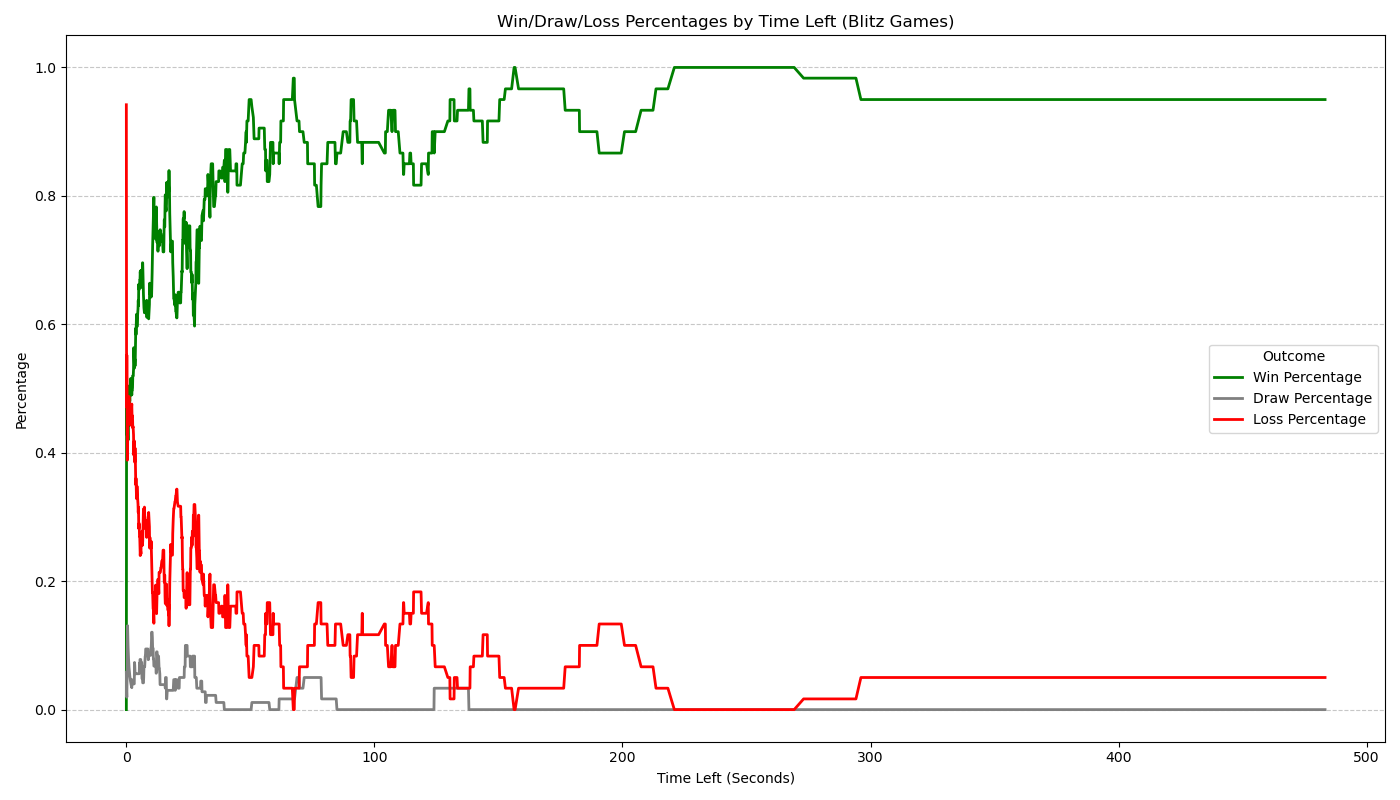 Win/Draw/Loss Percentages by Time Left (Blitz Games)
1.0
0.8
0.6
0.4
0.2
0.0
Percentage
Outcome
Win Percentage
Draw Percentage
Loss Percentage
0 100 200 300 400 500
Time Left (Seconds)